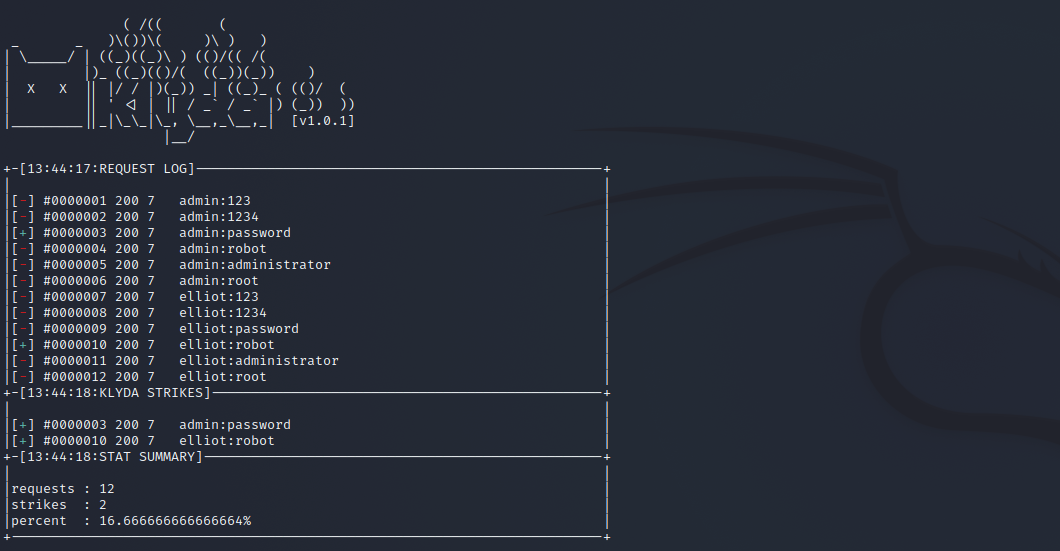 [v1.0.1]
+-[13:44:17:REQUEST LOG]
[-] #0000001 200 7 admin:123
[-] #0000002 200 7 admin:1234
[+] #0000003 200 7 admin:password
[-] #0000004 200 7 admin:robot
[-] #0000005 200 7 admin:administrator
[-] #0000006 200 7 admin:root
[-] #0000007 200 7 elliot:123
[-] #0000008 200 7 elliot:1234
[-] #0000009 200 7 elliot:password
[+] #0000010 200 7 elliot:robot
[-] #0000011 200 7 elliot:administrator
[-] #0000012 200 7 elliot:root
+-[13:44:18:KLYDA STRIKES]
[+] #0000003 200 7 admin:password
[+] #0000010 200 7 elliot:robot
+-[13:44:18:STAT SUMMARY]
requests : 12
strikes : 2
percent : 16.666666666666664%